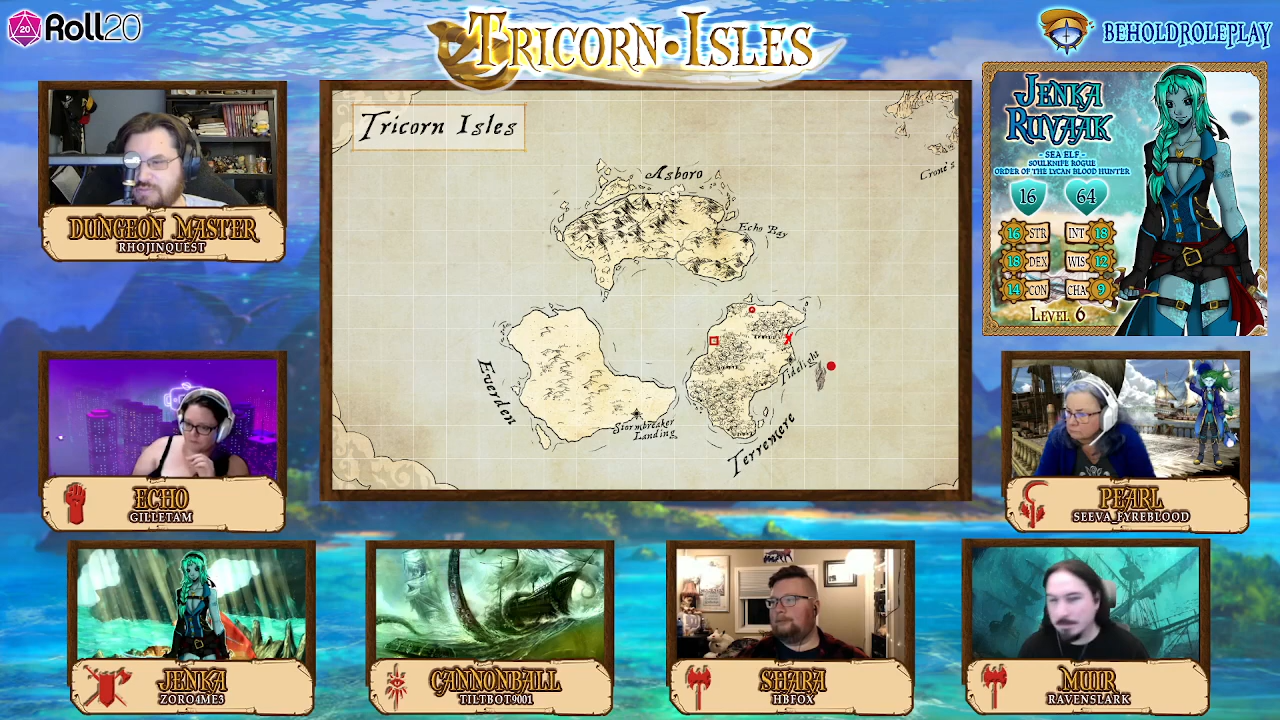 20
Roll20
TRICORN•ISLES
BEHOLDROLEPLAY
DUNGEON MASTER
RHOJINQUEST
Tricorn Isles
Asboro
Echo Bay
Crone's
Everden
Stormbreaker
Landing
Tidelight
Terremere
JENKA
RUVAAK
- SEA ELF -
SOULKNIFE ROGUE
ORDER OF THE LYCAN BLOOD HUNTER
16 64
16 STR INT 18
18 DEX WIS 12
14 CON CHA 9
LEVEL 6
ECHO
GILLETAM
PEARL
SEEVA_FYREBLOOD
JENKA
ZORO4ME3
CANNONBALL
TILTBOT9001
SHARA
HBFOX
MUIR
RAVENSLARK